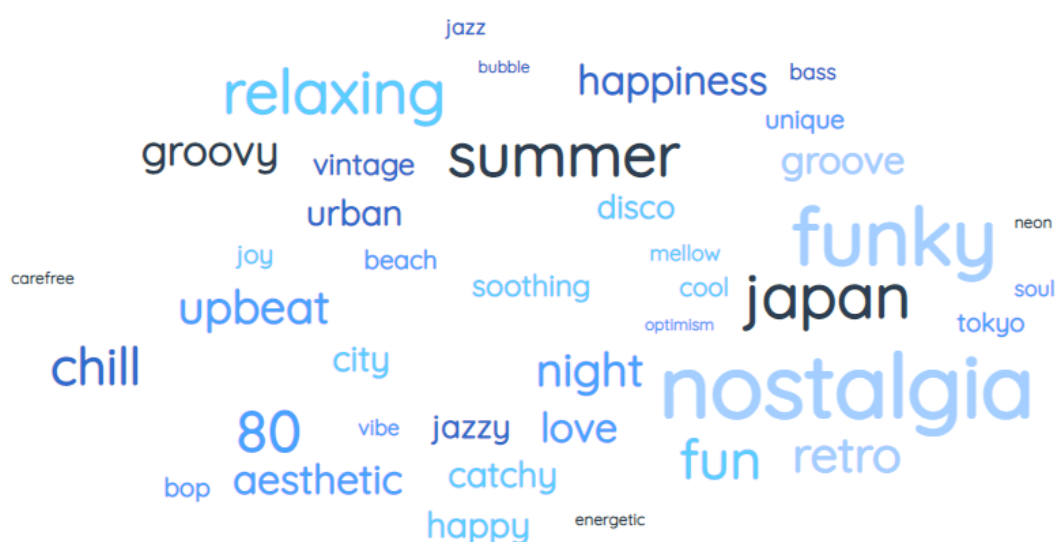 jazz
bubble
relaxing
happiness
bass
unique
groovy
vintage
summer
groove
urban
disco
funky
neon
joy
beach
mellow
carefree
soothing
cool
japan
soul
upbeat
optimism
tokyo
chill
city
night
nostalgia
80
vibe
jazzy
love
fun
retro
bop
aesthetic
catchy
happy
energetic